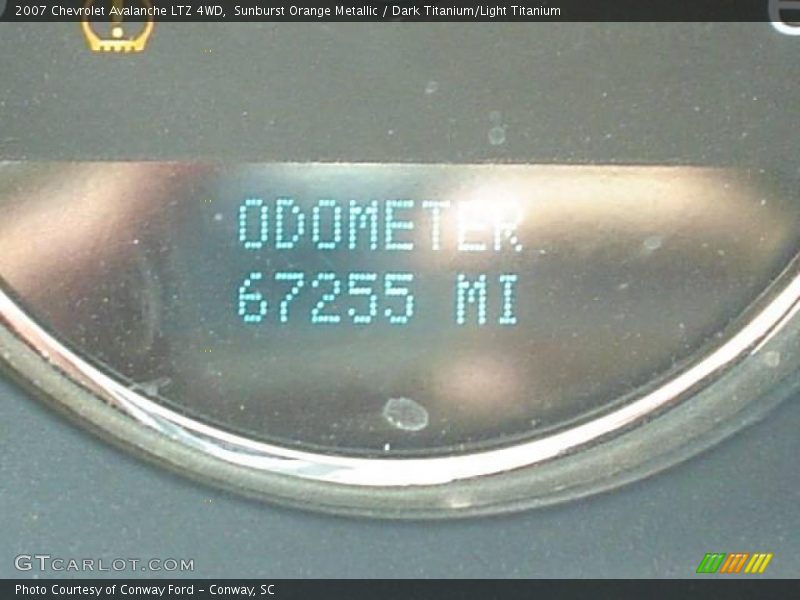 2007 Chevrolet Avalanche LTZ 4WD, Sunburst Orange Metallic / Dark Titanium/Light Titanium
ODOMETER
67255 MI
GTCARLOT.COM
Photo Courtesy of Conway Ford - Conway, SC